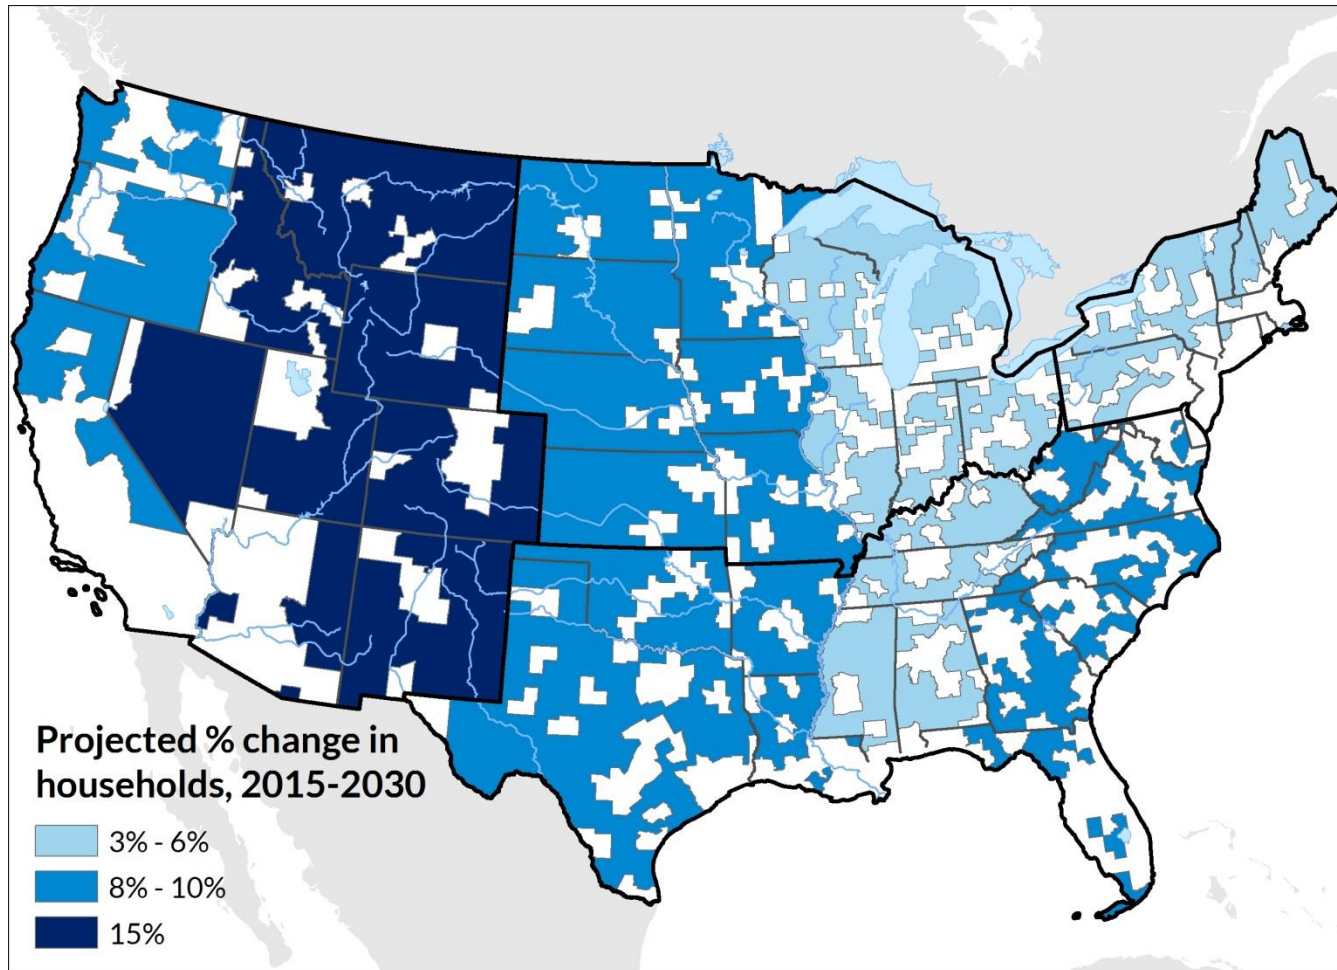 Projected % change in
households, 2015-2030
3% - 6%
8% - 10%
15%